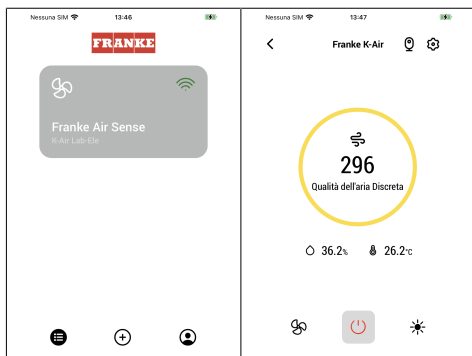 Nessuna SIM 13:46
FRANKE
Franke Air Sense
K-Air Lab-Ele
Nessuna SIM 13:47
Franke K-Air
296
Qualità dell'aria Discreta
36.2% 26.2°C